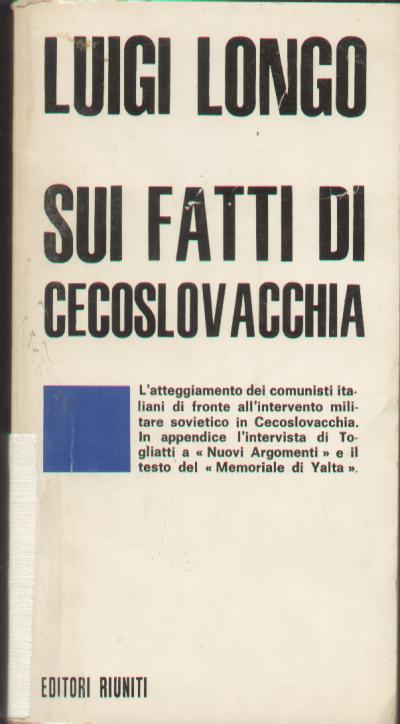 LUIGI LONGO
SUI FATTI DI
CECOSLOVACCHIA
L'atteggiamento dei comunisti ita-
liani di fronte all'intervento mili-
tare sovietico in Cecoslovacchia.
In appendice l'intervista di To-
gliatti a « Nuovi Argomenti » e il
testo del « Memoriale di Yalta ».
EDITORI RIUNITI